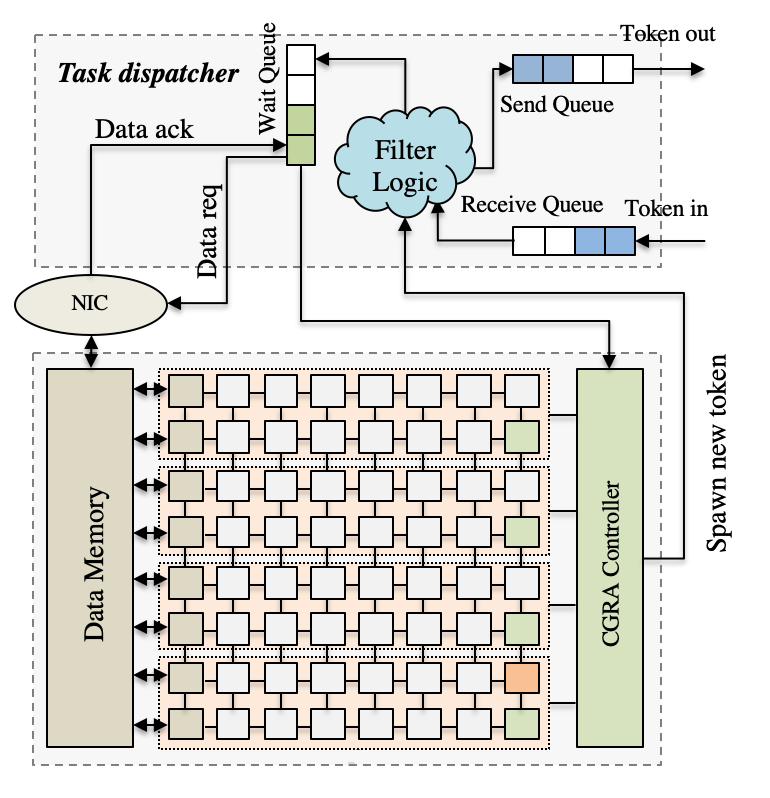 Token out
Task dispatcher
Wait Queue
Send Queue
Data ack
Filter
Logic
Receive Queue
Token in
Data req
NIC
Spawn new token
Data Memory
CGRA Controller